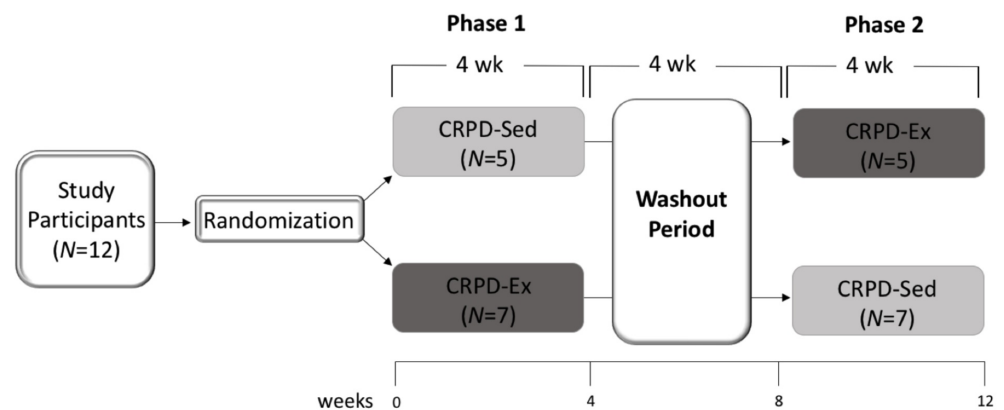 Phase 1
Phase 2
4 wk
4 wk
4 wk
Study
Participants
(N=12)
Randomization
CRPD-Sed
(N=5)
CRPD-Ex
(N=7)
Washout
Period
CRPD-Ex
(N=5)
CRPD-Sed
(N=7)
weeks 0 4 8 12